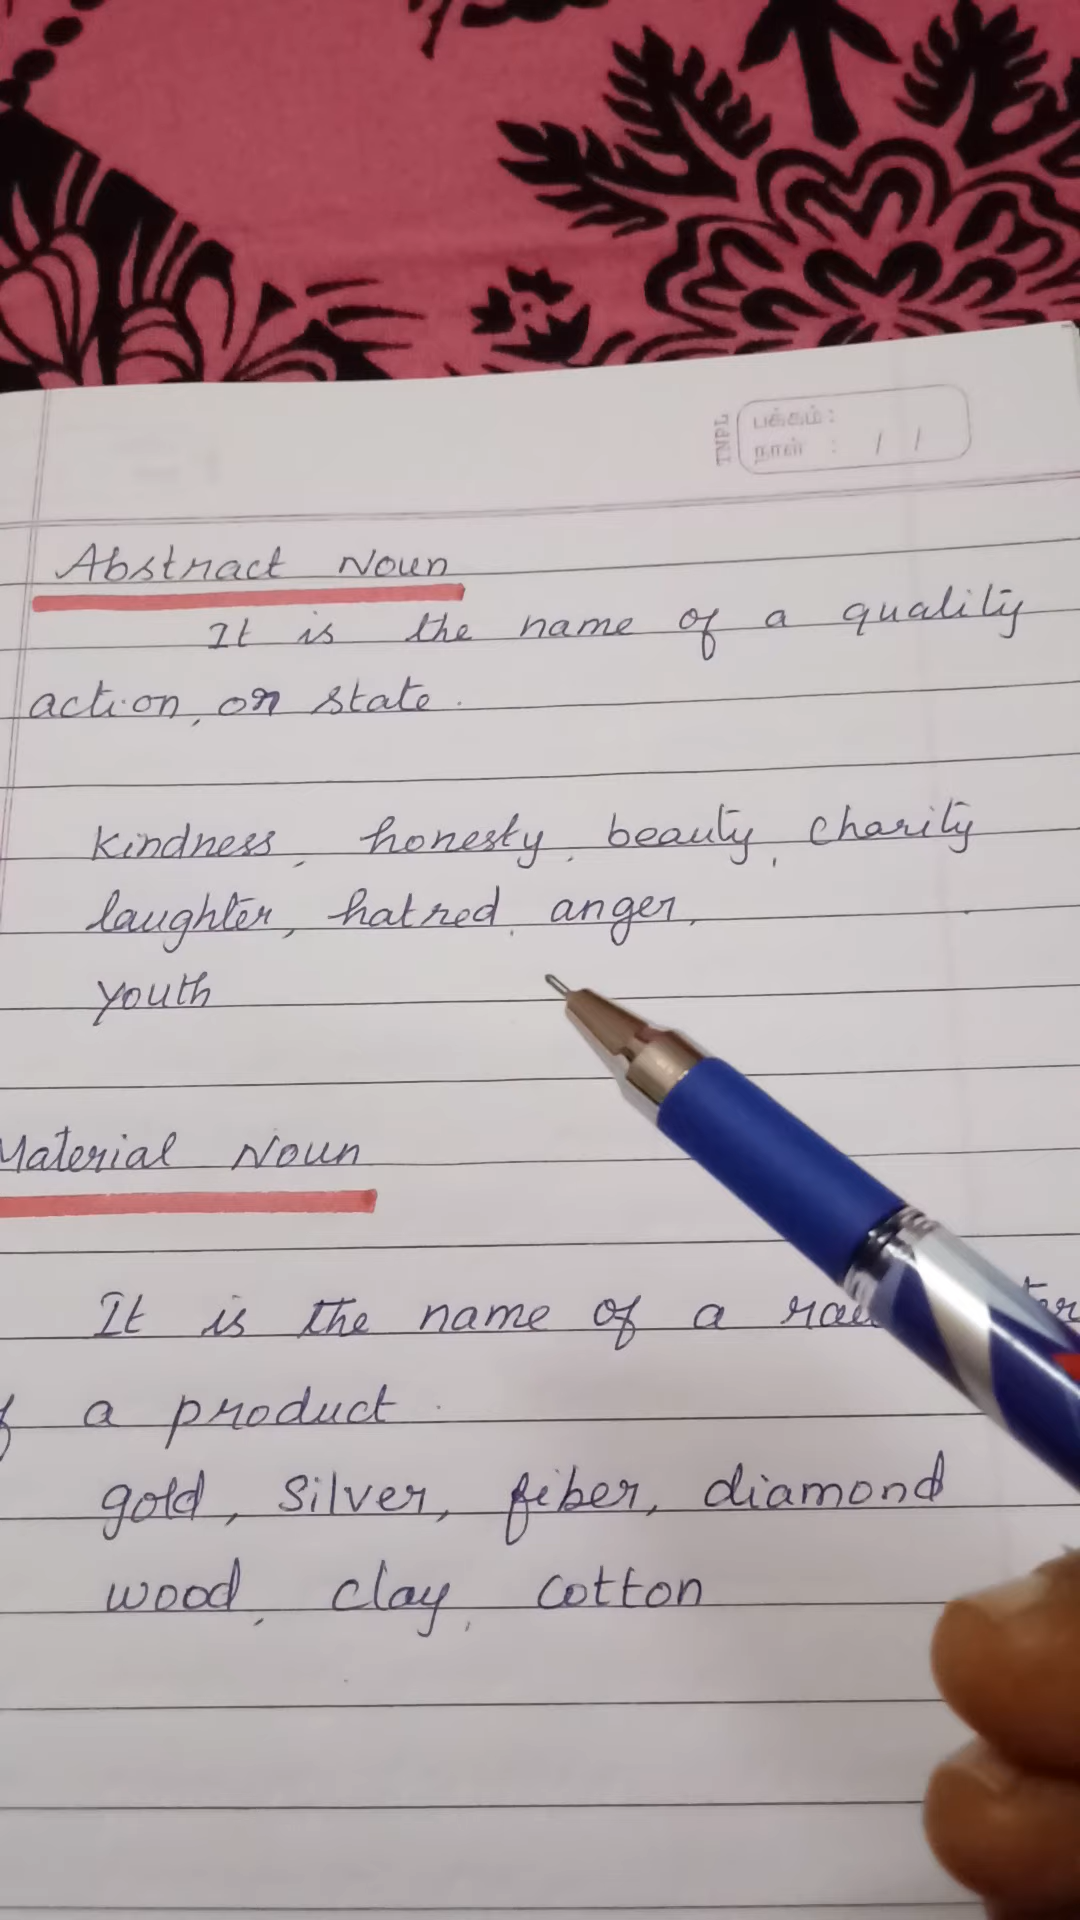 TNPL
பக்கம் :
நாள் : / /
Abstract Noun
It is the name of a quality
action, or state.
Kindness, honesty, beauty, charity
laughter, hatred, anger,
Youth
Material Noun
It is the name of a
a product.
gold, silver, fiber, diamond
wood, clay, cotton